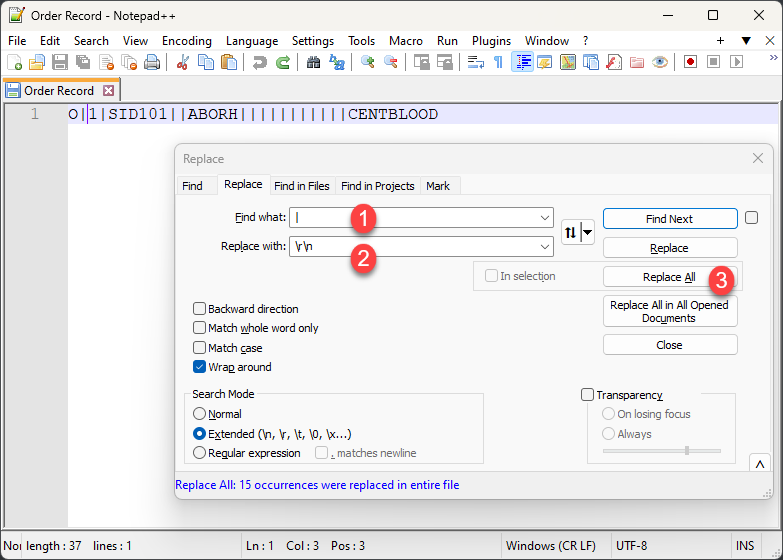 Order Record - Notepad++
File Edit Search View Encoding Language Settings Tools Macro Run Plugins Window ? + ▼ X
Order Record
1 O|1|SID101||ABORH|||||||||||CENTBLOOD
Replace
Find Replace Find in Files Find in Projects Mark
Find what: | 1 Find Next
Replace with: \r\n 2 Replace
In selection Replace All 3
Replace All in All Opened
Documents
Close
Backward direction
Match whole word only
Match case
Wrap around
Search Mode
Normal
Extended (\n, \r, \t, \0, \x...)
Regular expression . matches newline
Transparency
On losing focus
Always
Replace All: 15 occurrences were replaced in entire file
Nor length : 37 lines : 1 Ln : 1 Col : 3 Pos : 3 Windows (CR LF) UTF-8 INS